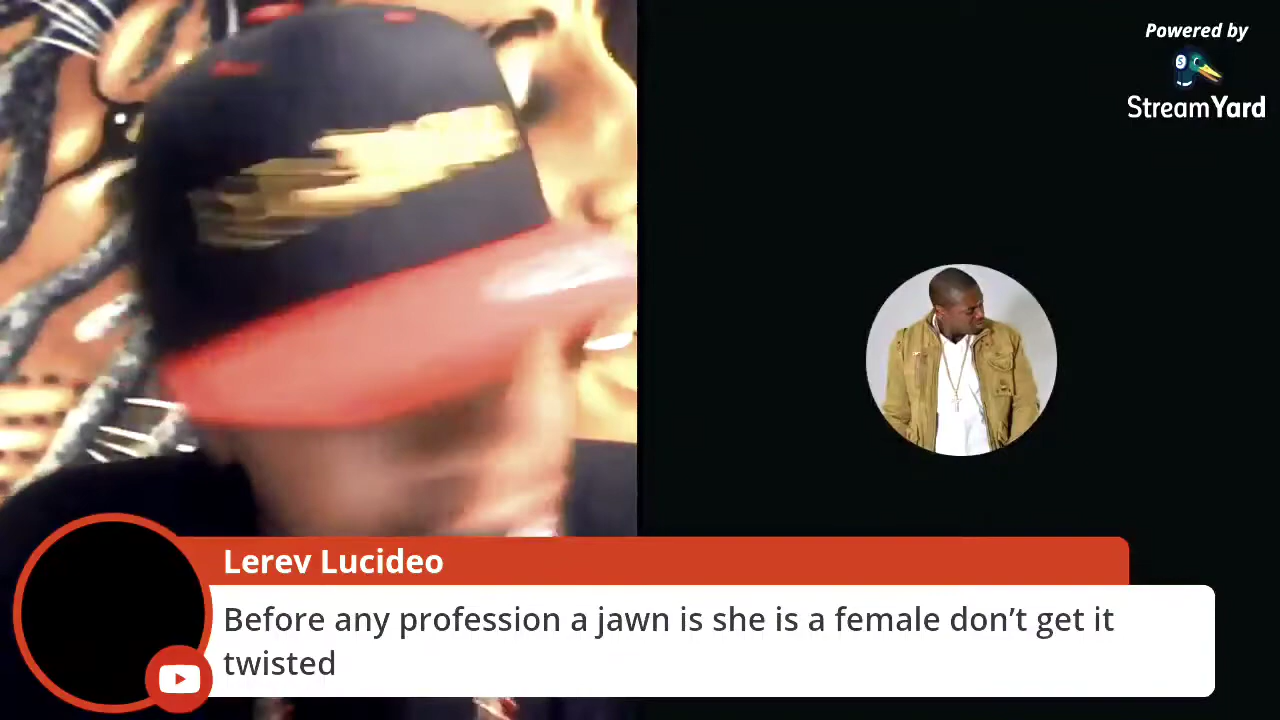 Powered by
StreamYard
Lerev Lucideo
Before any profession a jawn is she is a female don’t get it
twisted